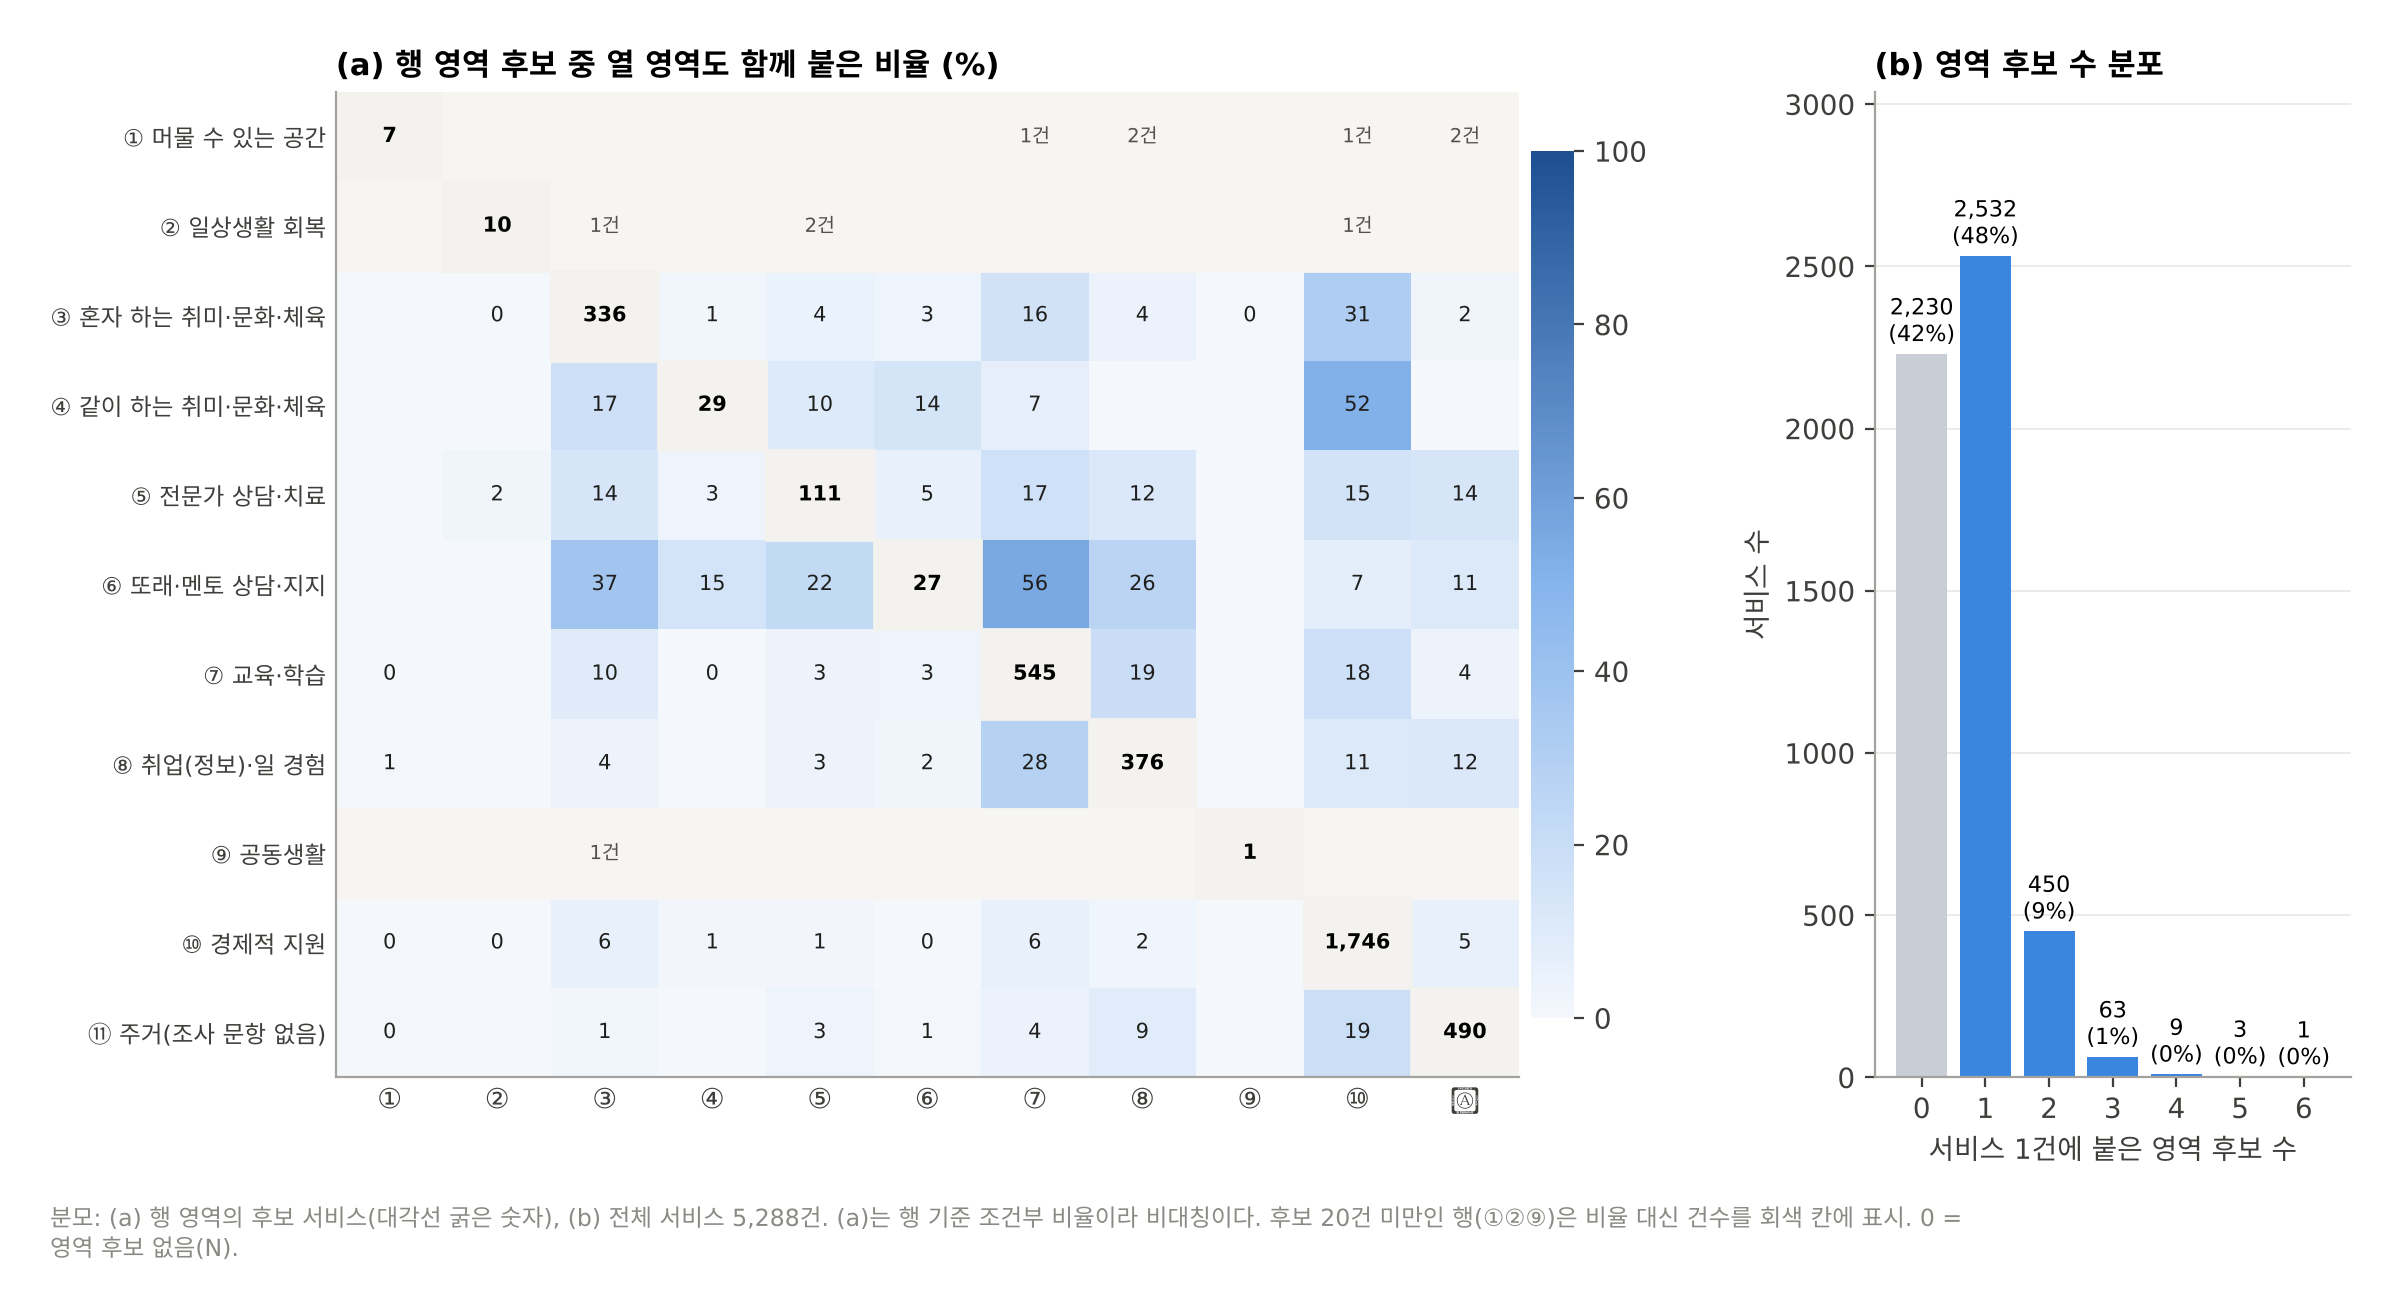 (a) 행 영역 후보 중 열 영역도 함께 붙은 비율 (%)
① 머물 수 있는 공간 7 1건 2건 1건 2건
② 일상생활 회복 10 1건 2건 1건
③ 혼자 하는 취미·문화·체육 0 336 1 4 3 16 4 0 31 2
④ 같이 하는 취미·문화·체육 17 29 10 14 7 52
⑤ 전문가 상담·치료 2 14 3 111 5 17 12 15 14
⑥ 또래·멘토 상담·지지 37 15 22 27 56 26 7 11
⑦ 교육·학습 0 10 0 3 3 545 19 18 4
⑧ 취업(정보)·일 경험 1 4 3 2 28 376 11 12
⑨ 공동생활 1건 1
⑩ 경제적 지원 0 0 6 1 1 0 6 2 1,746 5
⑪ 주거(조사 문항 없음) 0 1 3 1 4 9 19 490
① ② ③ ④ ⑤ ⑥ ⑦ ⑧ ⑨ ⑩
100
80
60
40
20
0
(b) 영역 후보 수 분포
서비스 수
3000
2500
2000
1500
1000
500
0
2,230
(42%)
2,532
(48%)
450
(9%)
63
(1%)
9
(0%)
3
(0%)
1
(0%)
0 1 2 3 4 5 6
서비스 1건에 붙은 영역 후보 수
분모: (a) 행 영역의 후보 서비스(대각선 굵은 숫자), (b) 전체 서비스 5,288건. (a)는 행 기준 조건부 비율이라 비대칭이다. 후보 20건 미만인 행(①②⑨)은 비율 대신 건수를 회색 칸에 표시. 0 =
영역 후보 없음(N).